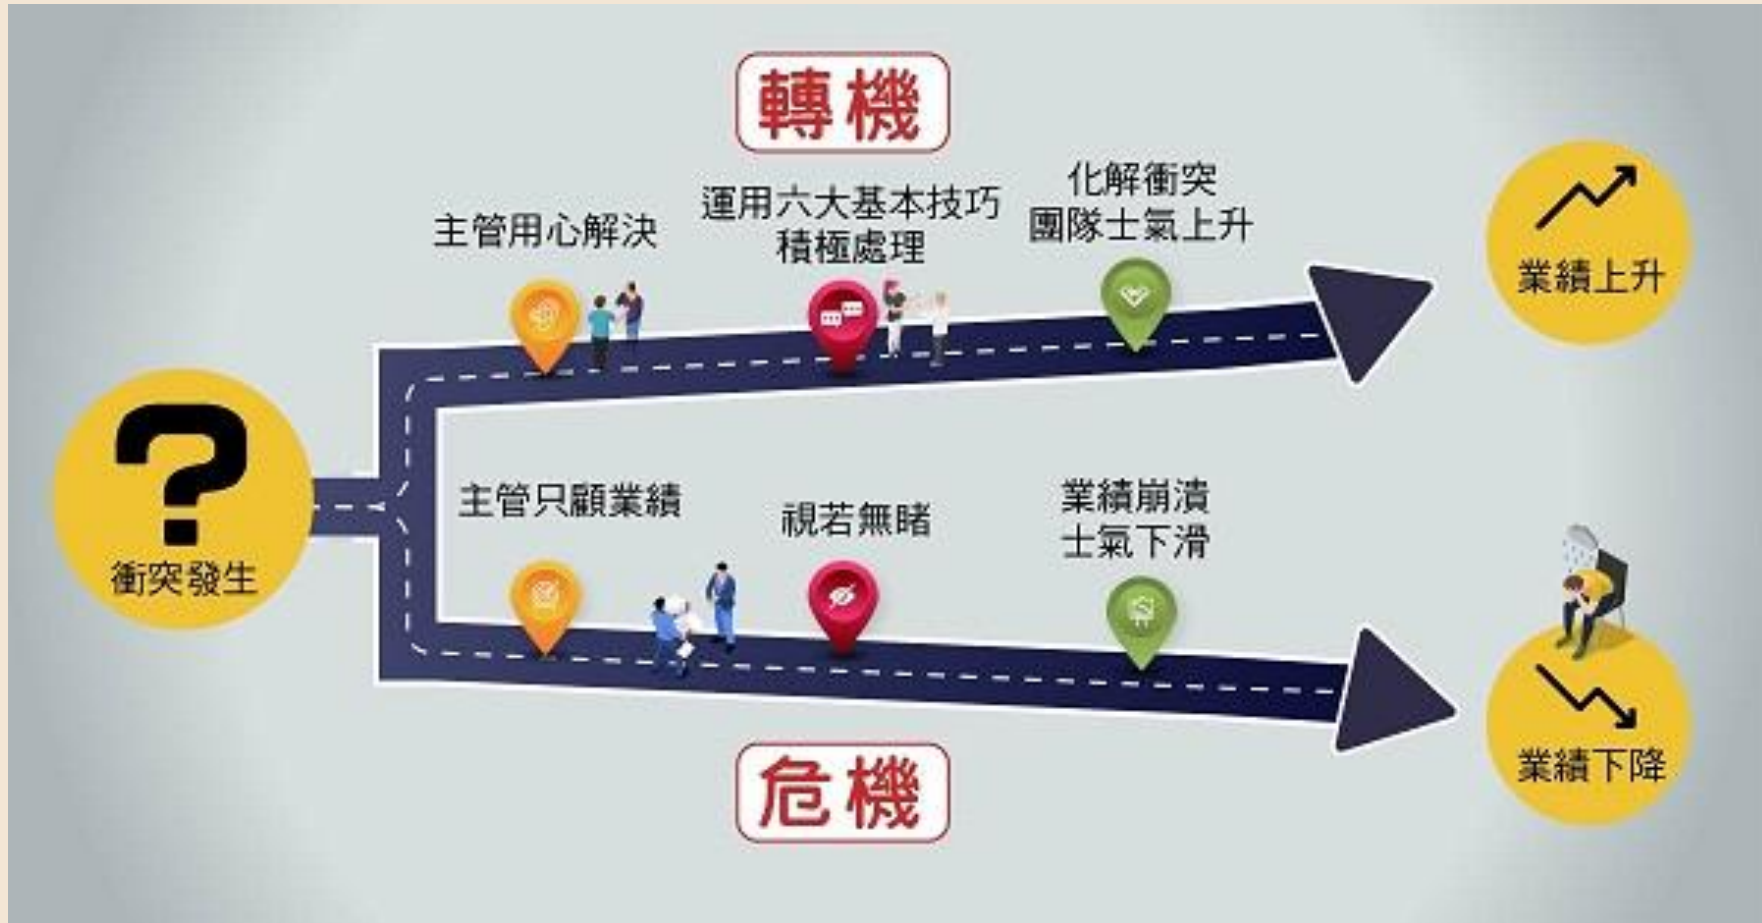 轉機
主管用心解決
運用六大基本技巧
積極處理
化解衝突
團隊士氣上升
業績上升
衝突發生
主管只顧業績
視若無睹
業績崩潰
士氣下滑
業績下降
危機